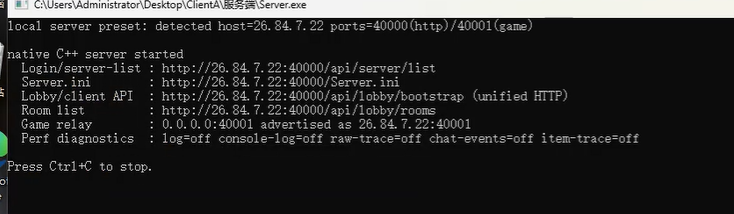 C:\Users\Administrator\Desktop\ClientA\服务端\Server.exe
local server preset: detected host=26.84.7.22 ports=40000(http)/40001(game)
native C++ server started
Login/server-list : http://26.84.7.22:40000/api/server/list
Server.ini : http://26.84.7.22:40000/Server.ini
Lobby/client API : http://26.84.7.22:40000/api/lobby/bootstrap (unified HTTP)
Room list : http://26.84.7.22:40000/api/lobby/rooms
Game relay : 0.0.0.0:40001 advertised as 26.84.7.22:40001
Perf diagnostics : log=off console-log=off raw-trace=off chat-events=off item-trace=off
Press Ctrl+C to stop.